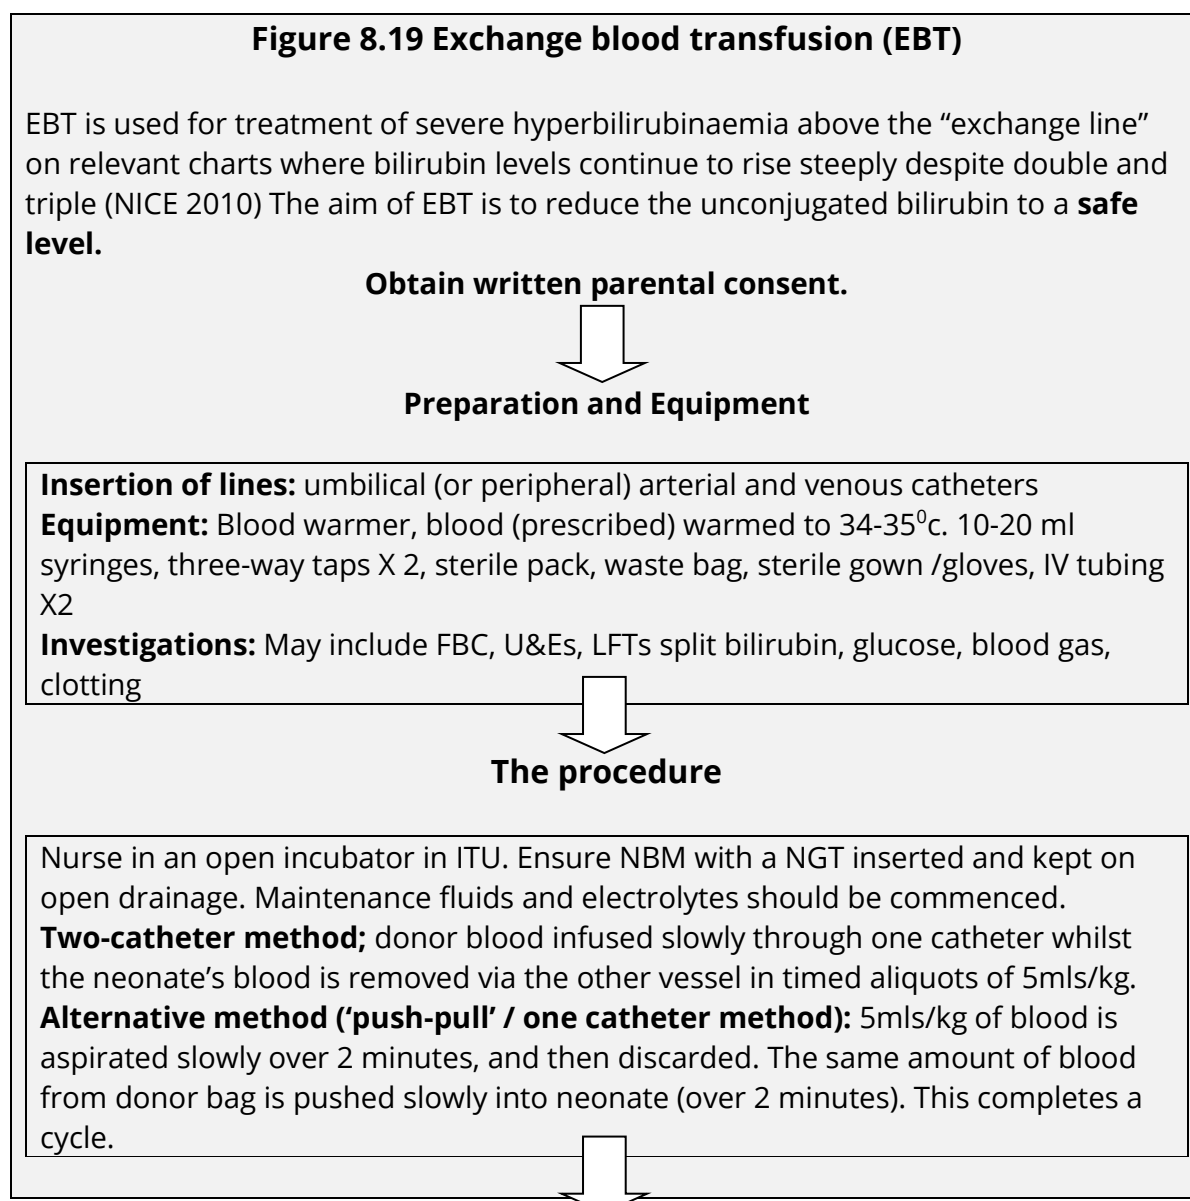 Figure 8.19 Exchange blood transfusion (EBT)
EBT is used for treatment of severe hyperbilirubinaemia above the “exchange line”
on relevant charts where bilirubin levels continue to rise steeply despite double and
triple (NICE 2010) The aim of EBT is to reduce the unconjugated bilirubin to a safe
level.
Obtain written parental consent.
Preparation and Equipment
Insertion of lines: umbilical (or peripheral) arterial and venous catheters
Equipment: Blood warmer, blood (prescribed) warmed to 34-35⁰c. 10-20 ml
syringes, three-way taps X 2, sterile pack, waste bag, sterile gown /gloves, IV tubing
X2
Investigations: May include FBC, U&Es, LFTs split bilirubin, glucose, blood gas,
clotting
The procedure
Nurse in an open incubator in ITU. Ensure NBM with a NGT inserted and kept on
open drainage. Maintenance fluids and electrolytes should be commenced.
Two-catheter method; donor blood infused slowly through one catheter whilst
the neonate’s blood is removed via the other vessel in timed aliquots of 5mls/kg.
Alternative method (‘push-pull’ / one catheter method): 5mls/kg of blood is
aspirated slowly over 2 minutes, and then discarded. The same amount of blood
from donor bag is pushed slowly into neonate (over 2 minutes). This completes a
cycle.